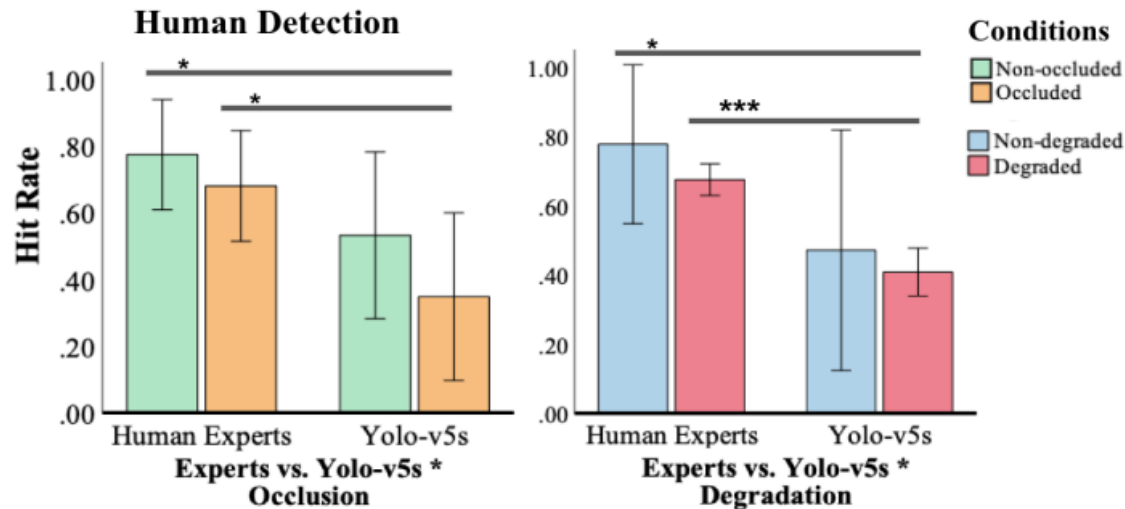 Human Detection
Hit Rate
*
*
1.00
.80
.60
.40
.20
.00
Human Experts
Yolo-v5s
Experts vs. Yolo-v5s *
Occlusion
*
***
1.00
.80
.60
.40
.20
.00
Human Experts
Yolo-v5s
Experts vs. Yolo-v5s *
Degradation
Conditions
Non-occluded
Occluded
Non-degraded
Degraded